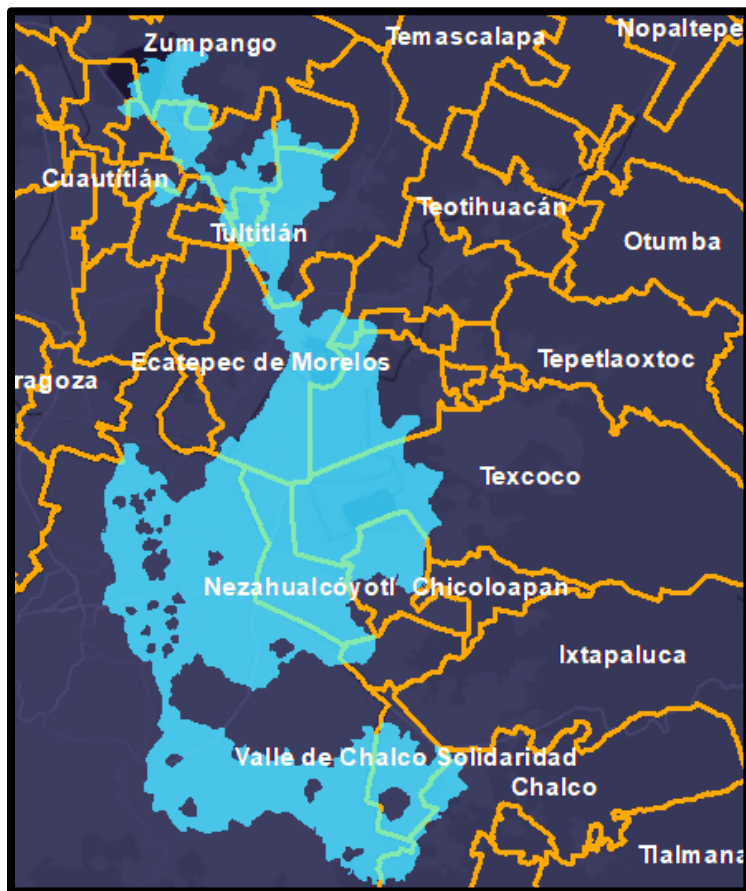 Nopaltepe
Temascalapa
Zumpango
Cuautitlán
Teotihuacán
Tultitlán
Otumba
Ecatepec de Morelos
Tepetlaoxtoc
ragoza
Texcoco
Nezahualcóyotl
Chicoloapan
Ixtapaluca
Valle de Chalco Solidaridad
Chalco
Tlalmana